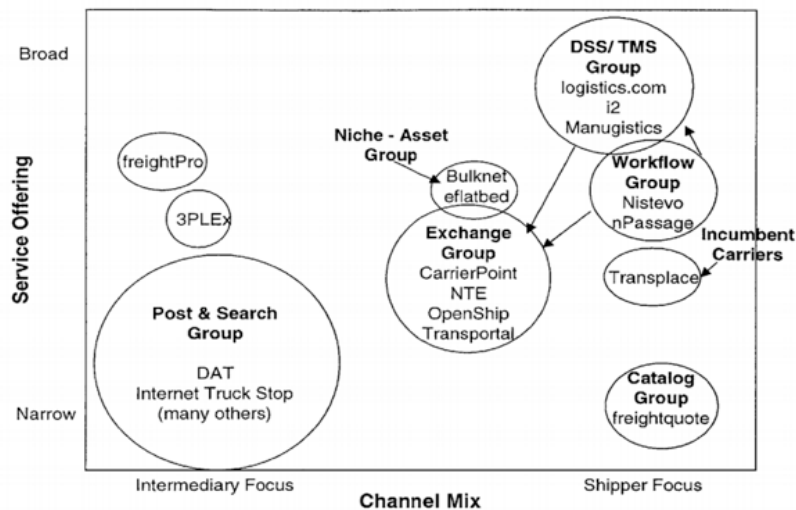 Broad
DSS/ TMS
Group
logistics.com
i2
Manugistics
Niche - Asset
Group
freightPro
Bulknet
eflatbed
Workflow
Group
Nistevo
nPassage
3PLEx
Service Offering
Exchange
Group
CarrierPoint
NTE
OpenShip
Transportal
Incumbent
Carriers
Transplace
Post & Search
Group
DAT
Internet Truck Stop
(many others)
Catalog
Group
freightquote
Narrow
Intermediary Focus
Shipper Focus
Channel Mix